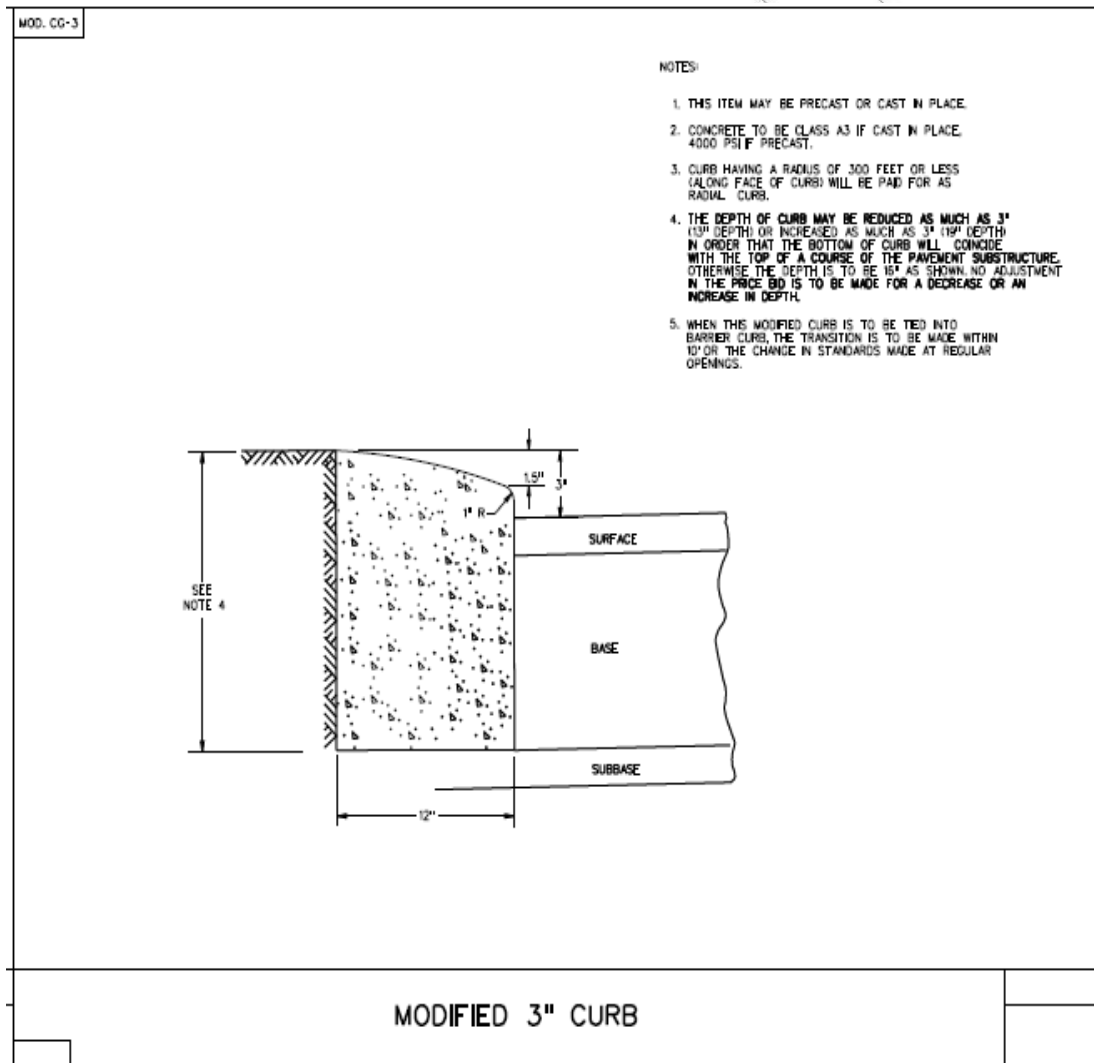 MOD. CG-3
NOTES:
1. THIS ITEM MAY BE PRECAST OR CAST IN PLACE.
2. CONCRETE TO BE CLASS A3 IF CAST IN PLACE,
4000 PSI IF PRECAST.
3. CURB HAVING A RADIUS OF 300 FEET OR LESS
(ALONG FACE OF CURB) WILL BE PAID FOR AS
RADIAL CURB.
4. THE DEPTH OF CURB MAY BE REDUCED AS MUCH AS 3"
(13" DEPTH) OR INCREASED AS MUCH AS 3" (19" DEPTH)
IN ORDER THAT THE BOTTOM OF CURB WILL COINCIDE
WITH THE TOP OF A COURSE OF THE PAVEMENT SUBSTRUCTURE.
OTHERWISE THE DEPTH IS TO BE 16" AS SHOWN. NO ADJUSTMENT
IN THE PRICE BID IS TO BE MADE FOR A DECREASE OR AN
INCREASE IN DEPTH.
5. WHEN THIS MODIFIED CURB IS TO BE TIED INTO
BARRIER CURB, THE TRANSITION IS TO BE MADE WITHIN
10' OR THE CHANGE IN STANDARDS MADE AT REGULAR
OPENINGS.
1.5"
3"
1" R
SURFACE
SEE
NOTE 4
BASE
SUBBASE
12"
MODIFIED 3" CURB